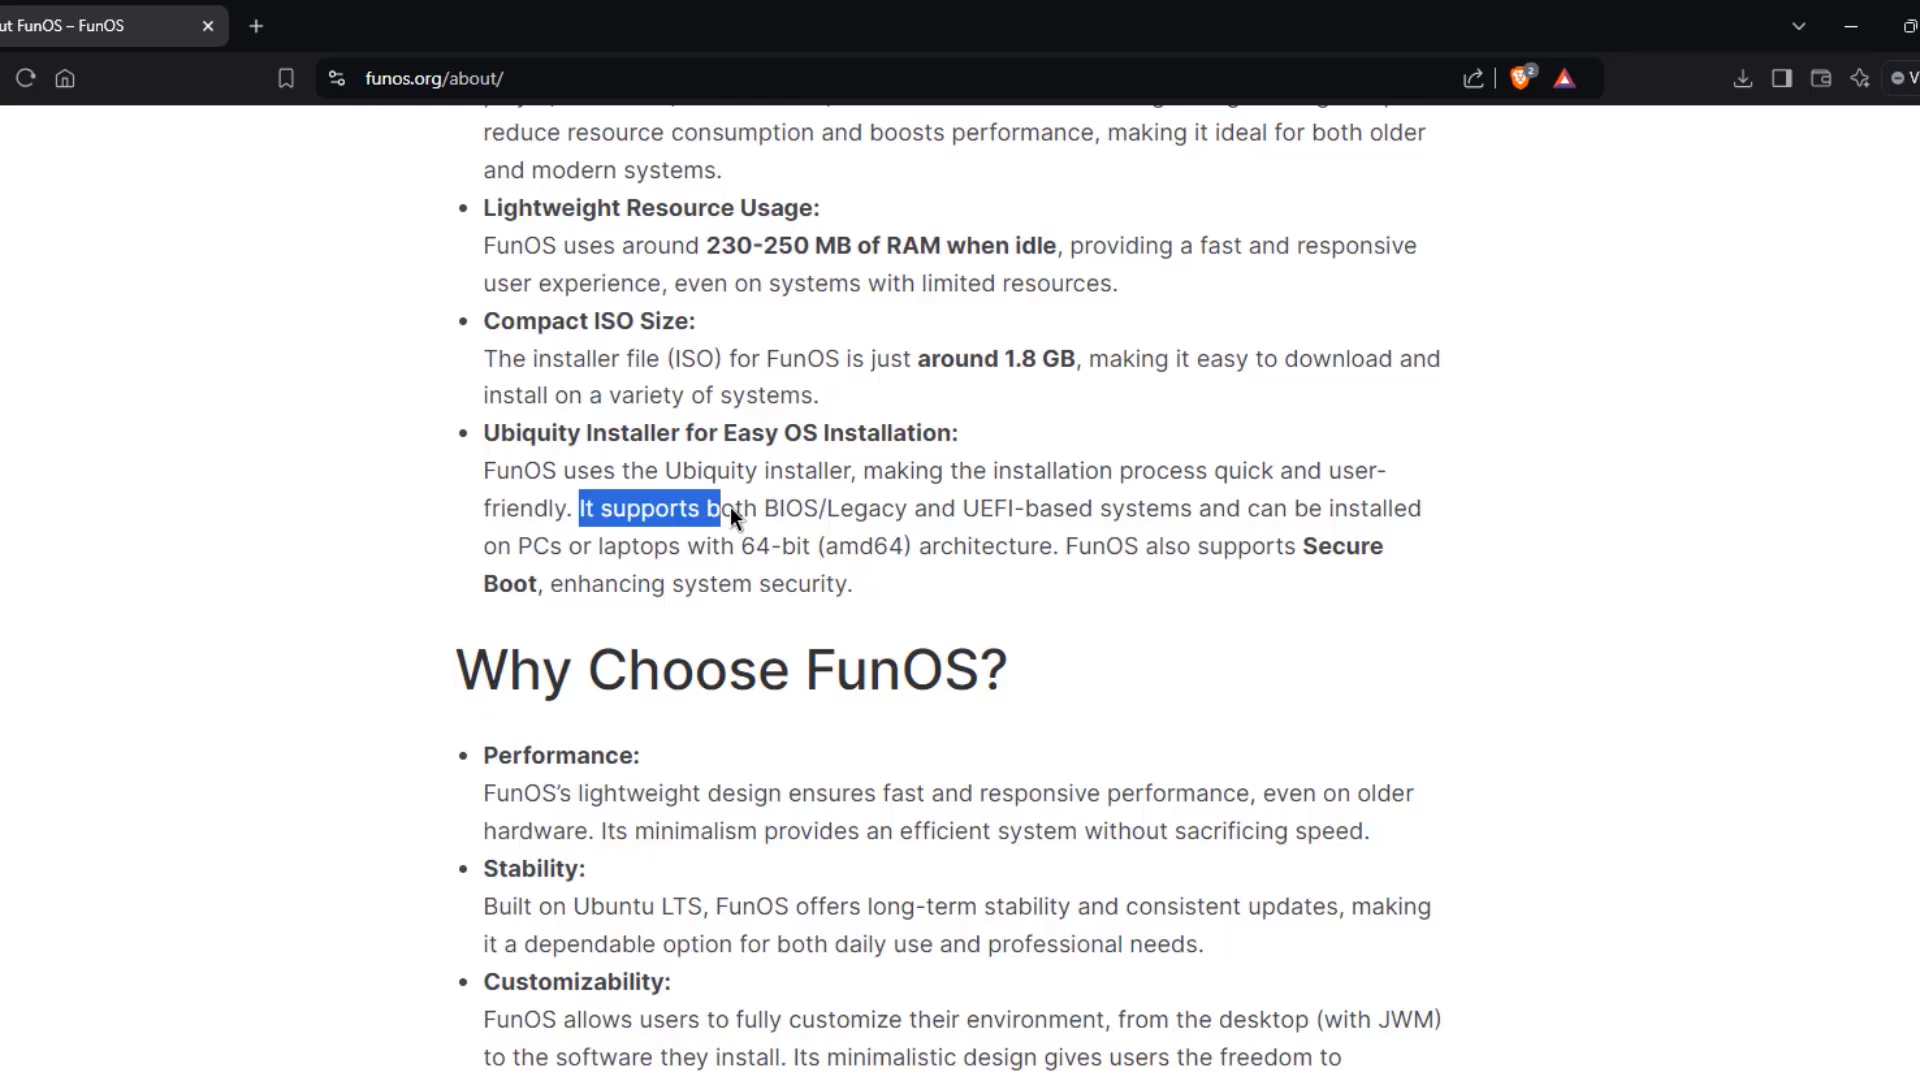 ut FunOS – FunOS
funos.org/about/
2
V
reduce resource consumption and boosts performance, making it ideal for both older
and modern systems.
• Lightweight Resource Usage:
FunOS uses around 230-250 MB of RAM when idle, providing a fast and responsive
user experience, even on systems with limited resources.
• Compact ISO Size:
The installer file (ISO) for FunOS is just around 1.8 GB, making it easy to download and
install on a variety of systems.
• Ubiquity Installer for Easy OS Installation:
FunOS uses the Ubiquity installer, making the installation process quick and user-
friendly. It supports both BIOS/Legacy and UEFI-based systems and can be installed
on PCs or laptops with 64-bit (amd64) architecture. FunOS also supports Secure
Boot, enhancing system security.
Why Choose FunOS?
• Performance:
FunOS’s lightweight design ensures fast and responsive performance, even on older
hardware. Its minimalism provides an efficient system without sacrificing speed.
• Stability:
Built on Ubuntu LTS, FunOS offers long-term stability and consistent updates, making
it a dependable option for both daily use and professional needs.
• Customizability:
FunOS allows users to fully customize their environment, from the desktop (with JWM)
to the software they install. Its minimalistic design gives users the freedom to